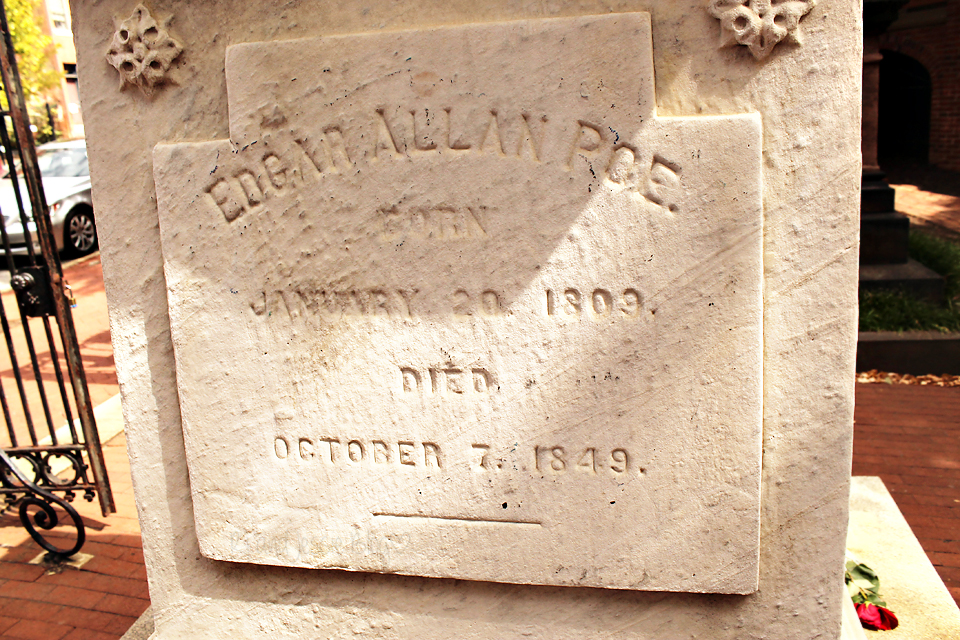 EDGAR ALLAN POE.
BORN
JANUARY 20. 1809.
DIED
OCTOBER 7. 1849.